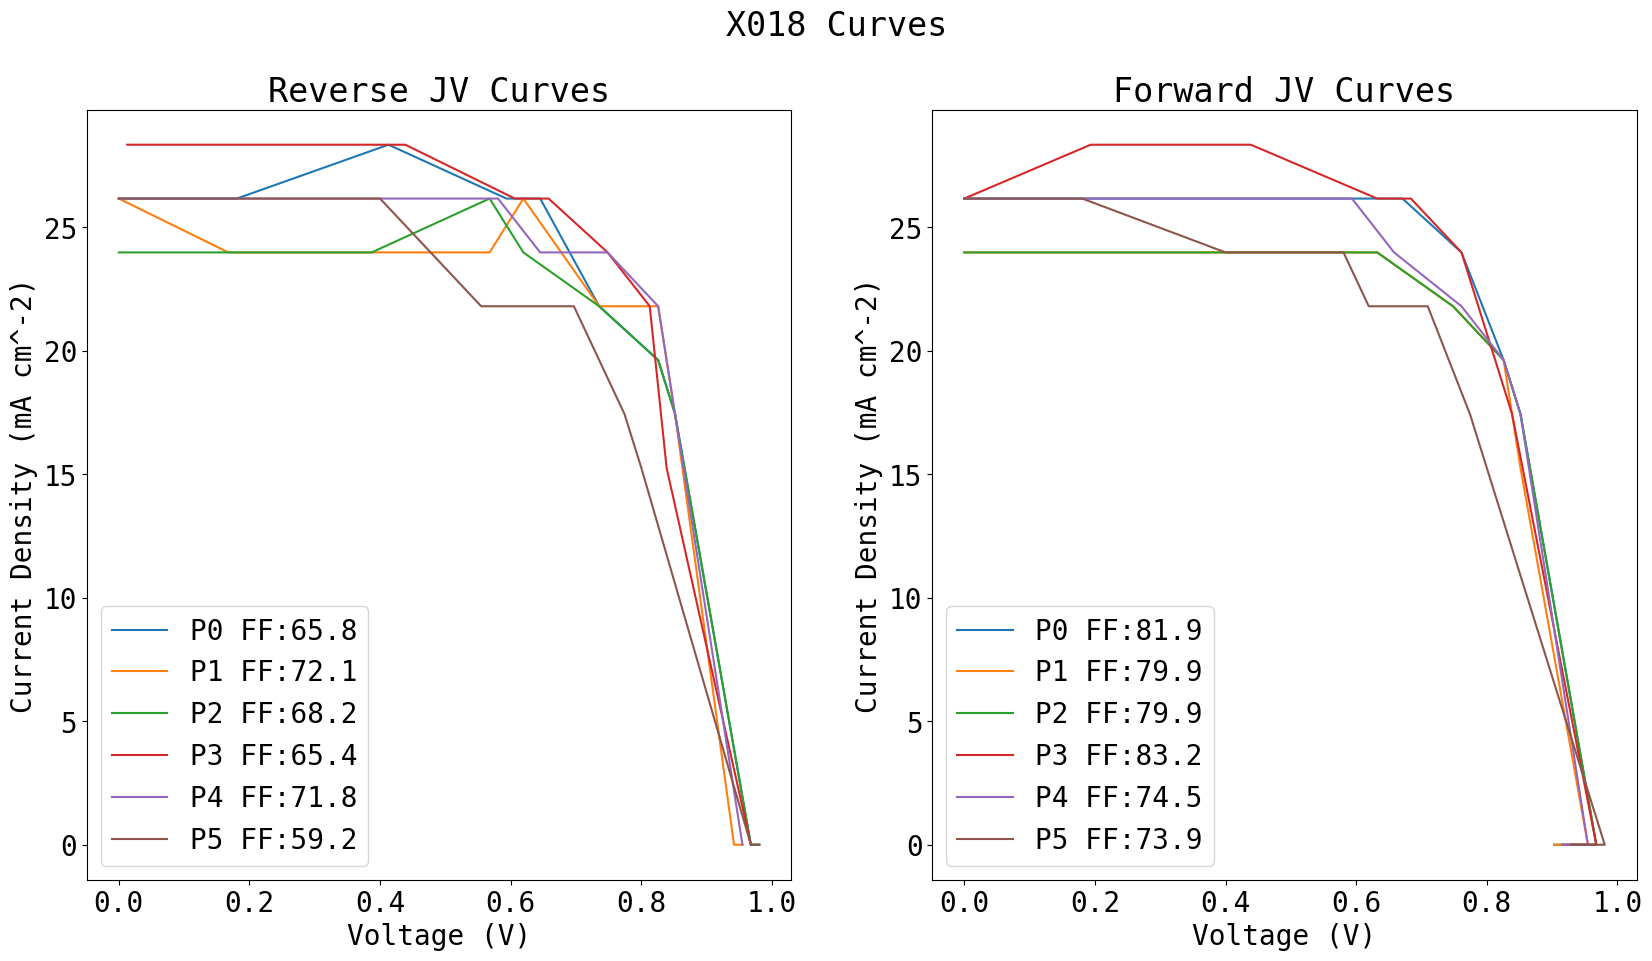 X018 Curves
Reverse JV Curves
Current Density (mA cm^-2)
25
20
15
10
5
0
P0 FF:65.8
P1 FF:72.1
P2 FF:68.2
P3 FF:65.4
P4 FF:71.8
P5 FF:59.2
0.0 0.2 0.4 0.6 0.8 1.0
Voltage (V)
Forward JV Curves
Current Density (mA cm^-2)
25
20
15
10
5
0
P0 FF:81.9
P1 FF:79.9
P2 FF:79.9
P3 FF:83.2
P4 FF:74.5
P5 FF:73.9
0.0 0.2 0.4 0.6 0.8 1.0
Voltage (V)